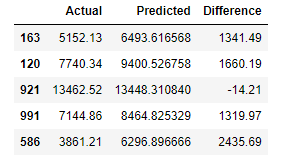 Actual Predicted Difference
163 5152.13 6493.616568 1341.49
120 7740.34 9400.526758 1660.19
921 13462.52 13448.310840 -14.21
991 7144.86 8464.825329 1319.97
586 3861.21 6296.896666 2435.69